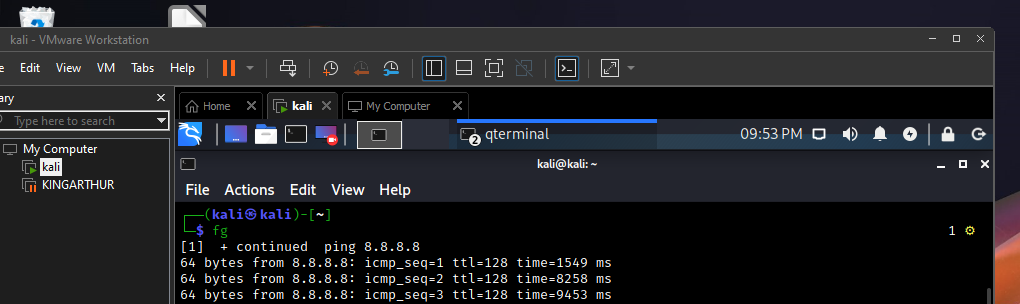 kali - VMware Workstation
Edit View VM Tabs Help
ary
Type here to search
My Computer
kali
KINGARTHUR
Home kali My Computer
2 qterminal 09:53 PM
kali@kali: ~
File Actions Edit View Help
┌──(kali㉿kali)-[~]
└─$ fg 1 ⚙
[1]  + continued  ping 8.8.8.8
64 bytes from 8.8.8.8: icmp_seq=1 ttl=128 time=1549 ms
64 bytes from 8.8.8.8: icmp_seq=2 ttl=128 time=8258 ms
64 bytes from 8.8.8.8: icmp_seq=3 ttl=128 time=9453 ms